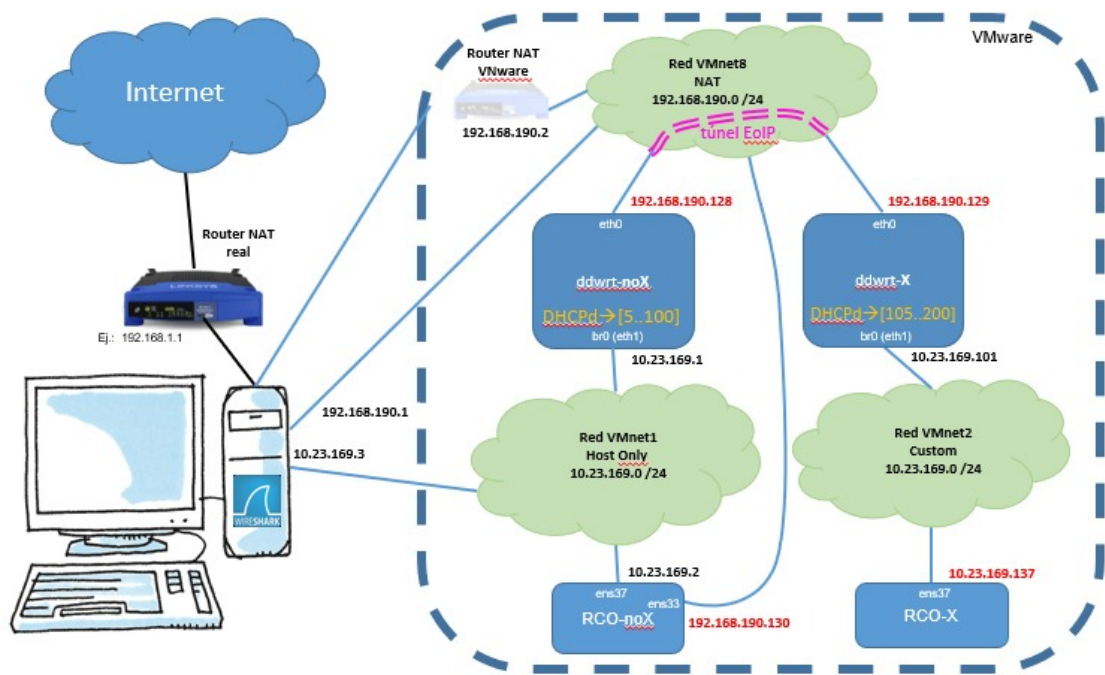 VMware
Internet
Router NAT
VNware
192.168.190.2
Red VMnet8
NAT
192.168.190.0 /24
túnel EoIP
192.168.190.128
192.168.190.129
Router NAT
real
LINKSYS
Ej.: 192.168.1.1
eth0
ddwrt-noX
DHCPd→[5..100]
br0 (eth1)
10.23.169.1
eth0
ddwrt-X
DHCPd→[105..200]
br0 (eth1)
10.23.169.101
192.168.190.1
10.23.169.3
WIRESHARK
Red VMnet1
Host Only
10.23.169.0 /24
Red VMnet2
Custom
10.23.169.0 /24
10.23.169.2
ens37
ens33
RCO-noX
192.168.190.130
10.23.169.137
ens37
RCO-X